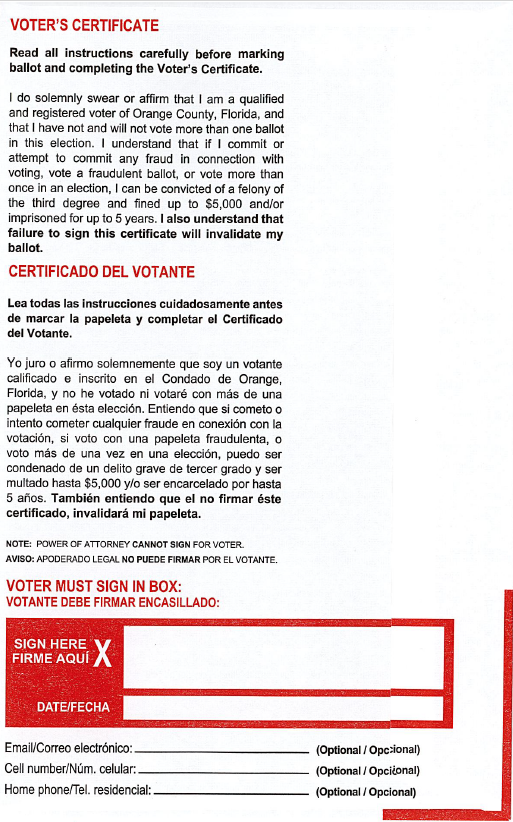 VOTER'S CERTIFICATE
Read all instructions carefully before marking
ballot and completing the Voter's Certificate.
I do solemnly swear or affirm that I am a qualified
and registered voter of Orange County, Florida, and
that I have not and will not vote more than one ballot
in this election. I understand that if I commit or
attempt to commit any fraud in connection with
voting, vote a fraudulent ballot, or vote more than
once in an election, I can be convicted of a felony of
the third degree and fined up to $5,000 and/or
imprisoned for up to 5 years. I also understand that
failure to sign this certificate will invalidate my
ballot.
CERTIFICADO DEL VOTANTE
Lea todas las instrucciones cuidadosamente antes
de marcar la papeleta y completar el Certificado
del Votante.
Yo juro o afirmo solemnemente que soy un votante
calificado e inscrito en el Condado de Orange,
Florida, y no he votado ni votaré con más de una
papeleta en ésta elección. Entiendo que si cometo o
intento cometer cualquier fraude en conexión con la
votación, si voto con una papeleta fraudulenta, o
voto más de una vez en una elección, puedo ser
condenado de un delito grave de tercer grado y ser
multado hasta $5,000 y/o ser encarcelado por hasta
5 años. También entiendo que el no firmar éste
certificado, invalidará mi papeleta.
NOTE: POWER OF ATTORNEY CANNOT SIGN FOR VOTER.
AVISO: APODERADO LEGAL NO PUEDE FIRMAR POR EL VOTANTE.
VOTER MUST SIGN IN BOX:
VOTANTE DEBE FIRMAR ENCASILLADO:
SIGN HERE X
FIRME AQUÍ
DATE/FECHA
Email/Correo electrónico: (Optional / Opcional)
Cell number/Núm. celular: (Optional / Opcional)
Home phone/Tel. residencial: (Optional / Opcional)